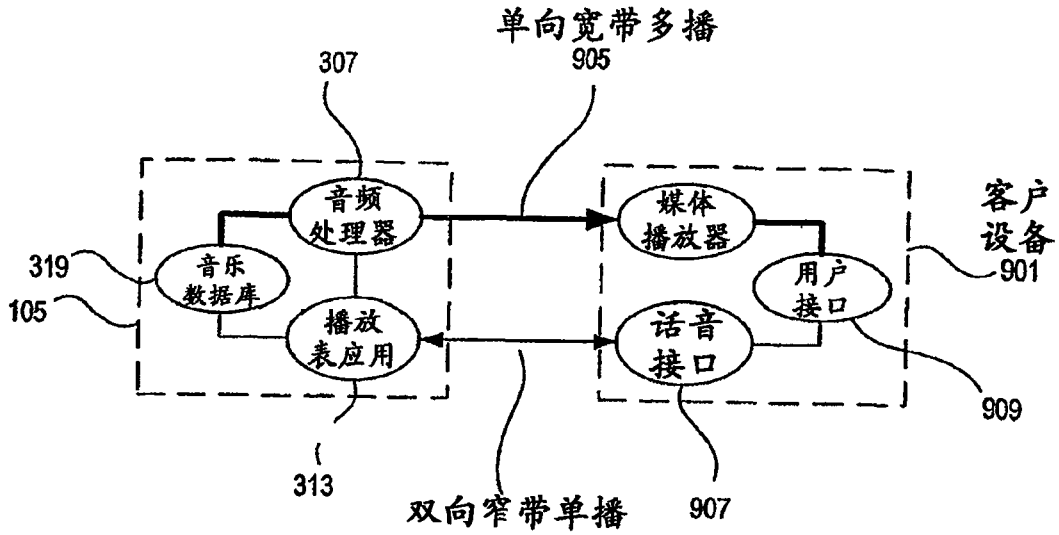 单向宽带多播
905
307
音频
处理器
媒体
播放器
客户
设备
901
319
音乐
数据库
用户
接口
105
播放
表应用
话音
接口
909
313
双向窄带单播
907